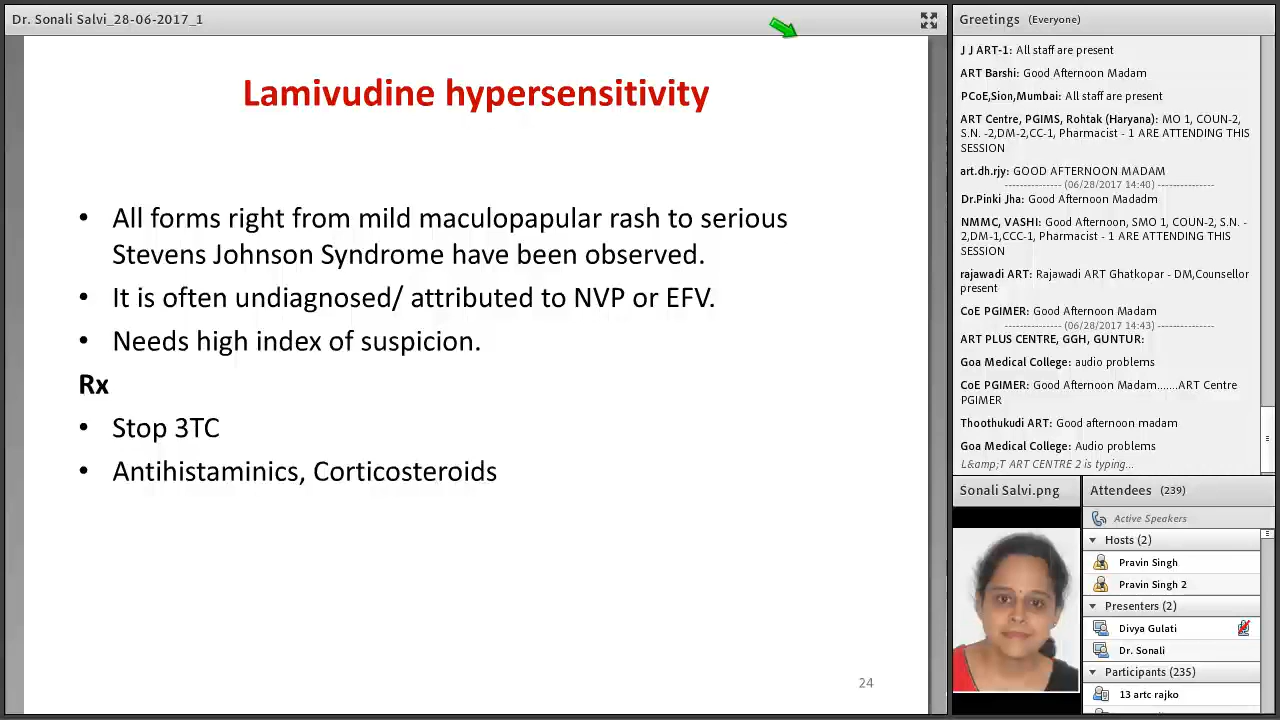 Dr. Sonali Salvi_28-06-2017_1
Lamivudine hypersensitivity
• All forms right from mild maculopapular rash to serious
Stevens Johnson Syndrome have been observed.
• It is often undiagnosed/ attributed to NVP or EFV.
• Needs high index of suspicion.
Rx
• Stop 3TC
• Antihistaminics, Corticosteroids
24
Greetings (Everyone)
J J ART-1: All staff are present
ART Barshi: Good Afternoon Madam
PCoE,Sion,Mumbai: All staff are present
ART Centre, PGIMS, Rohtak (Haryana): MO 1, COUN-2,
S.N. -2,DM-2,CC-1, Pharmacist - 1 ARE ATTENDING THIS
SESSION
art.dh.rjy: GOOD AFTERNOON MADAM
--------------- (06/28/2017 14:40) ---------------
Dr.Pinki Jha: Good Afternoon Madadm
NMMC, VASHI: Good Afternoon, SMO 1, COUN-2, S.N. -
2,DM-1,CCC-1, Pharmacist - 1 ARE ATTENDING THIS
SESSION
rajawadi ART: Rajawadi ART Ghatkopar - DM,Counsellor
present
CoE PGIMER: Good Afternoon Madam
--------------- (06/28/2017 14:43) ---------------
ART PLUS CENTRE, GGH, GUNTUR:
Goa Medical College: audio problems
CoE PGIMER: Good Afternoon Madam.......ART Centre
PGIMER
Thoothukudi ART: Good afternoon madam
Goa Medical College: Audio problems
L&amp;T ART CENTRE 2 is typing...
Sonali Salvi.png
Attendees (239)
Active Speakers
Hosts (2)
Pravin Singh
Pravin Singh 2
Presenters (2)
Divya Gulati
Dr. Sonali
Participants (235)
13 artc rajko